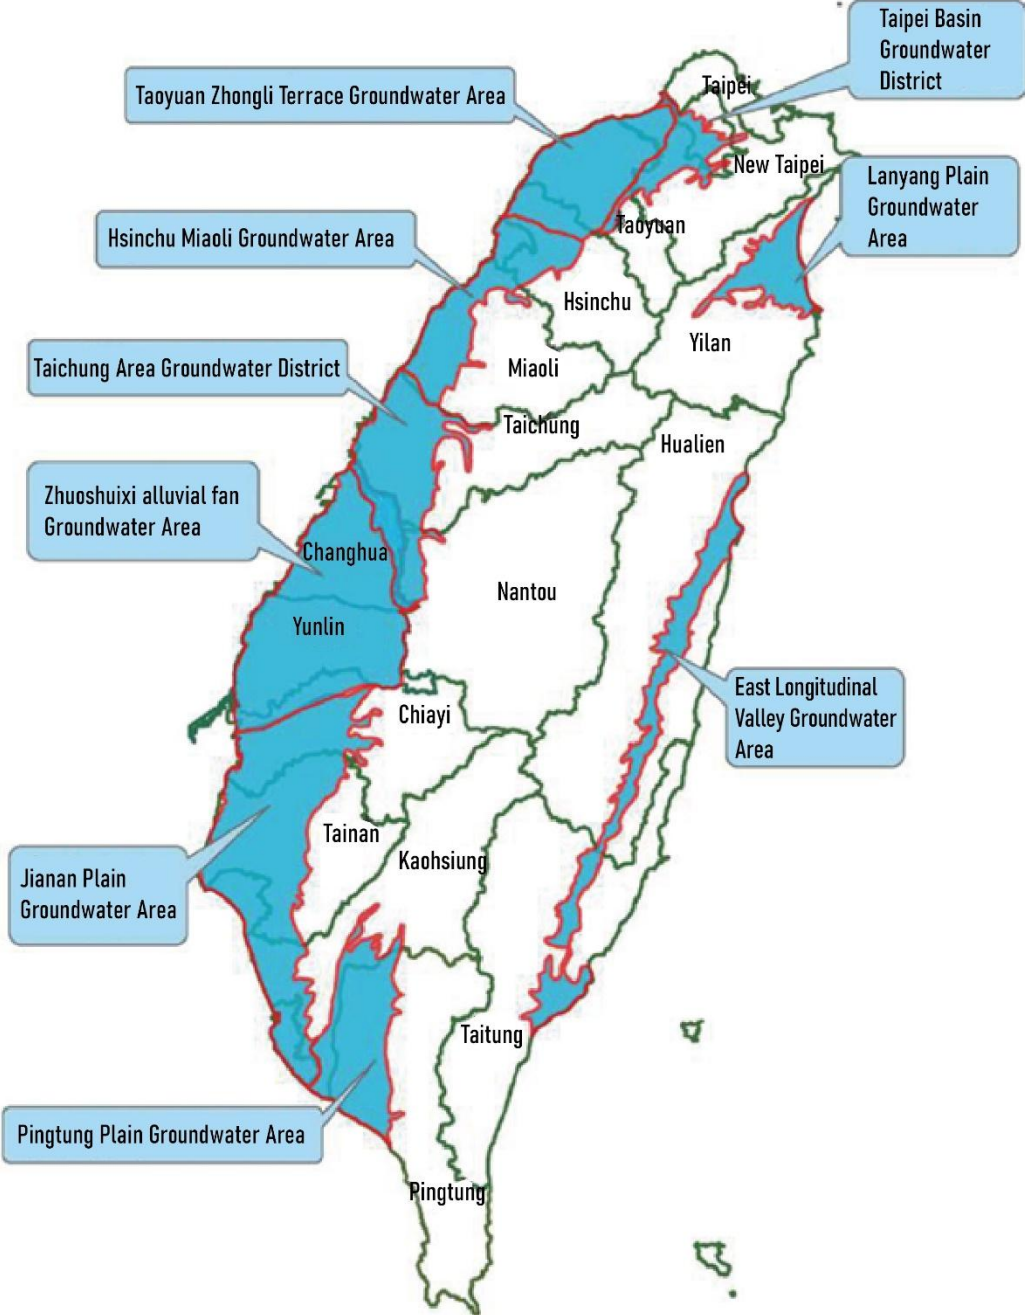 Taipei Basin
Groundwater
District
Taipei
Taoyuan Zhongli Terrace Groundwater Area
New Taipei
Lanyang Plain
Groundwater
Area
Taoyuan
Hsinchu Miaoli Groundwater Area
Hsinchu
Yilan
Taichung Area Groundwater District
Miaoli
Taichung
Hualien
Zhuoshuixi alluvial fan
Groundwater Area
Changhua
Nantou
Yunlin
East Longitudinal
Valley Groundwater
Area
Chiayi
Tainan
Kaohsiung
Jianan Plain
Groundwater Area
Taitung
Pingtung Plain Groundwater Area
Pingtung